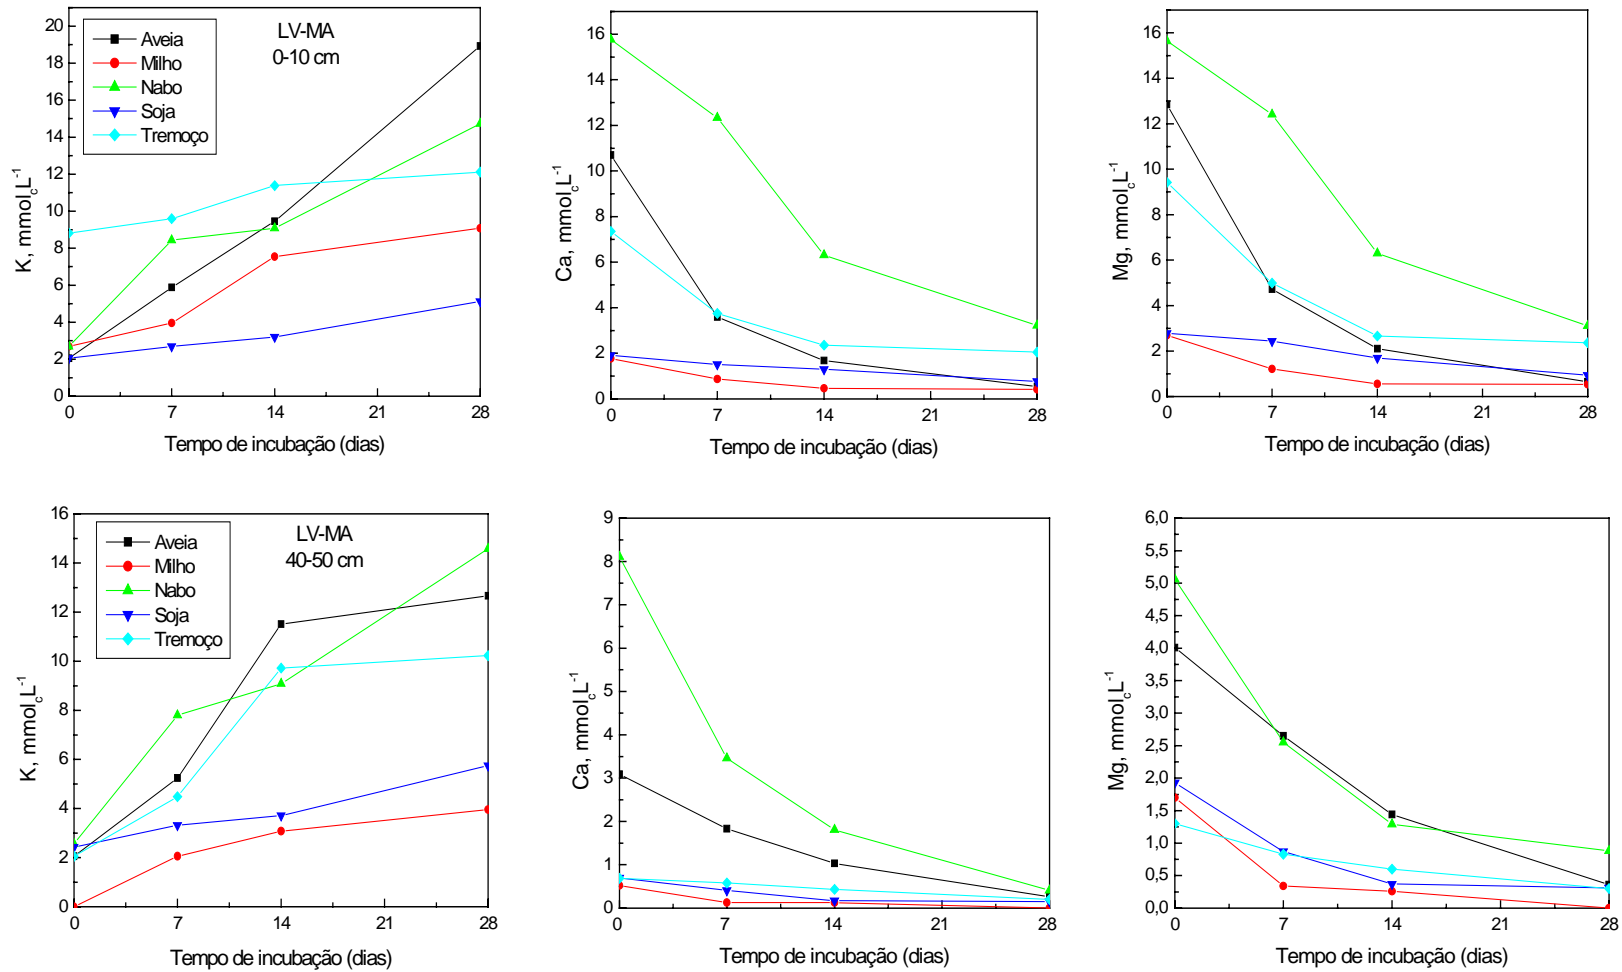 LV-MA
0-10 cm
Aveia
Milho
Nabo
Soja
Tremoço
K, mmol_cL^-1
0 2 4 6 8 10 12 14 16 18 20
0 7 14 21 28
Tempo de incubação (dias)
Ca, mmol_cL^-1
0 2 4 6 8 10 12 14 16
0 7 14 21 28
Tempo de incubação (dias)
Mg, mmol_cL^-1
0 2 4 6 8 10 12 14 16
0 7 14 21 28
Tempo de incubação (dias)
LV-MA
40-50 cm
Aveia
Milho
Nabo
Soja
Tremoço
K, mmol_cL^-1
0 2 4 6 8 10 12 14 16
0 7 14 21 28
Tempo de incubação (dias)
Ca, mmol_cL^-1
0 1 2 3 4 5 6 7 8 9
0 7 14 21 28
Tempo de incubação (dias)
Mg, mmol_cL^-1
0,0 0,5 1,0 1,5 2,0 2,5 3,0 3,5 4,0 4,5 5,0 5,5 6,0
0 7 14 21 28
Tempo de incubação (dias)